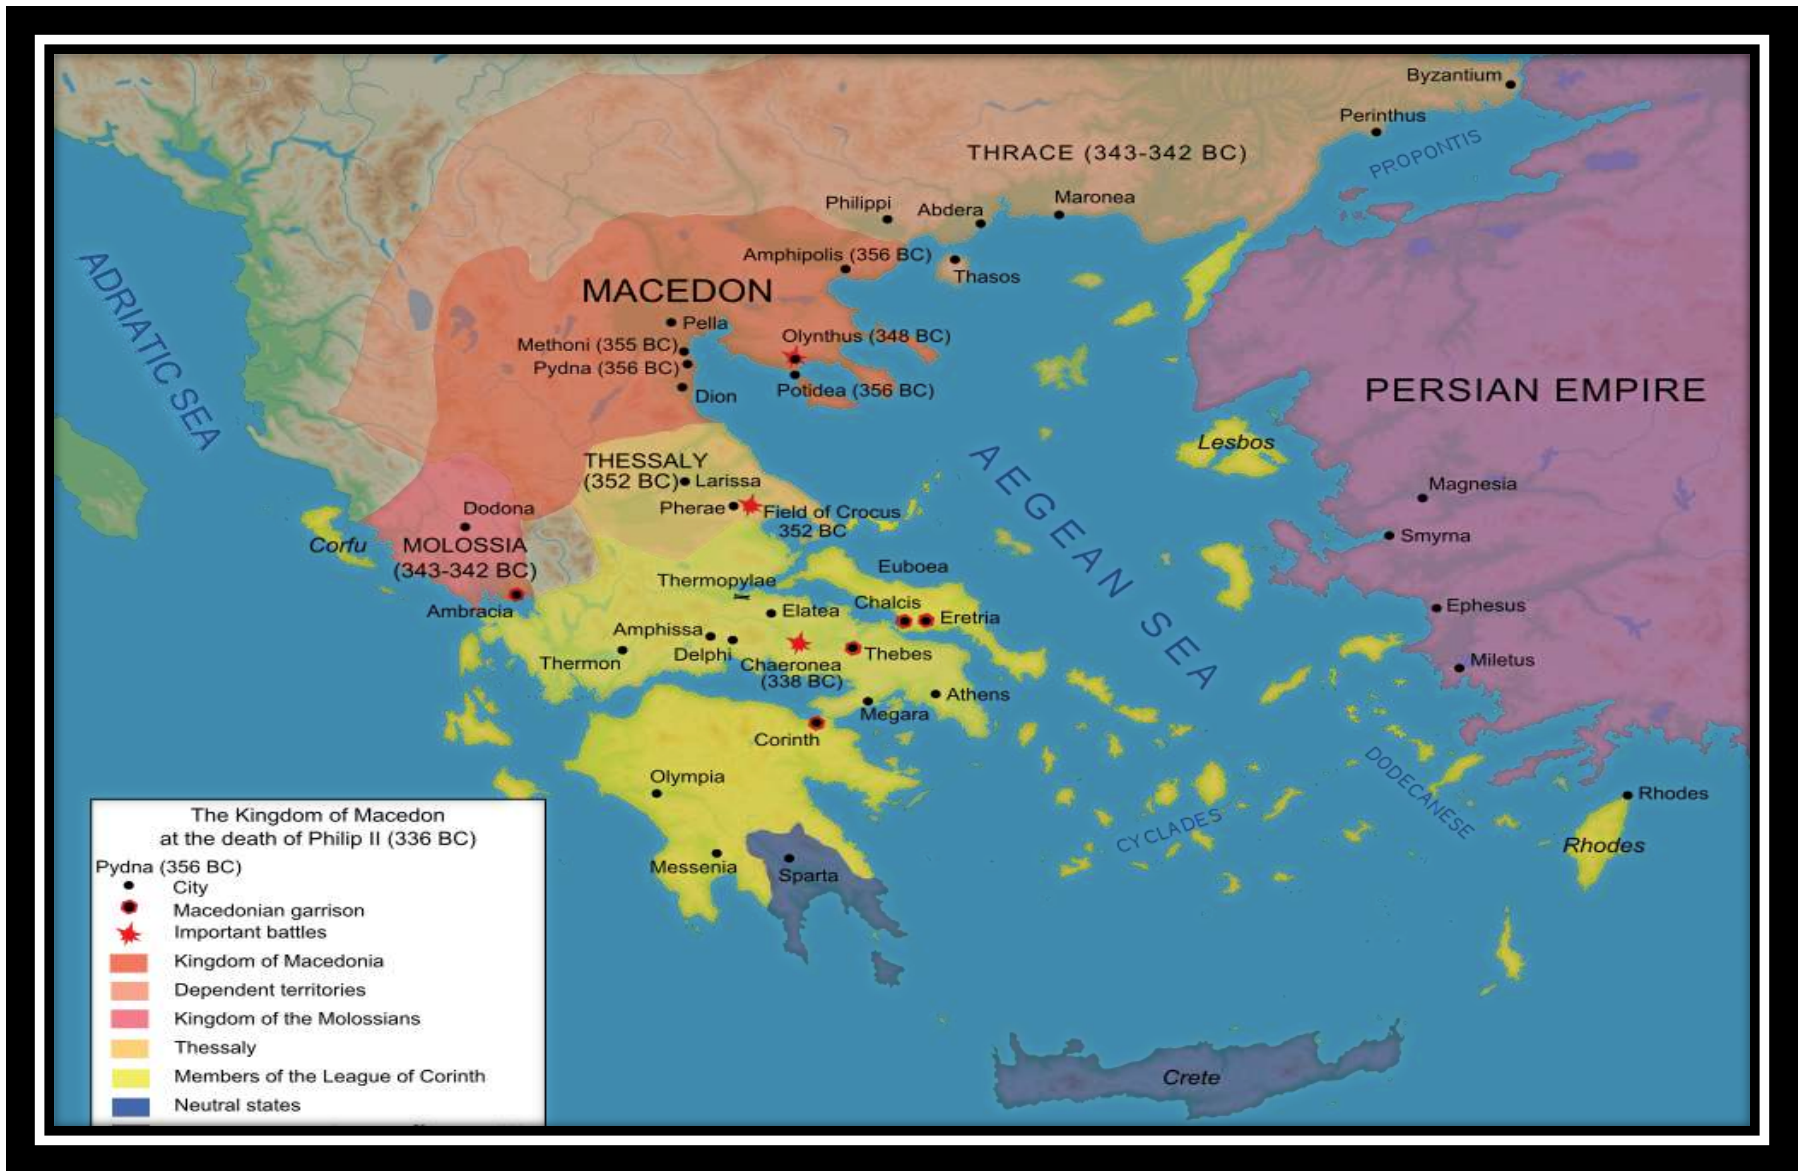 Byzantium
Perinthus
PROPONTIS
THRACE (343-342 BC)
Philippi
Abdera
Maronea
Amphipolis (356 BC)
Thasos
ADRIATIC SEA
MACEDON
Pella
Olynthus (348 BC)
Methoni (355 BC)
Pydna (356 BC)
Potidea (356 BC)
Dion
PERSIAN EMPIRE
Lesbos
AEGEAN SEA
THESSALY
(352 BC)
Larissa
Magnesia
Pherae
Field of Crocus
352 BC
Dodona
Smyrna
Corfu
MOLOSSIA
(343-342 BC)
Euboea
Thermopylae
Ambracia
Elatea
Chalcis
Eretria
Ephesus
Amphissa
Delphi
Thebes
Thermon
Chaeronea
(338 BC)
Miletus
Athens
Megara
Corinth
Olympia
DODECANESE
Rhodes
CYCLADES
Rhodes
Messenia
Sparta
Crete
The Kingdom of Macedon
at the death of Philip II (336 BC)
Pydna (356 BC)
City
Macedonian garrison
Important battles
Kingdom of Macedonia
Dependent territories
Kingdom of the Molossians
Thessaly
Members of the League of Corinth
Neutral states